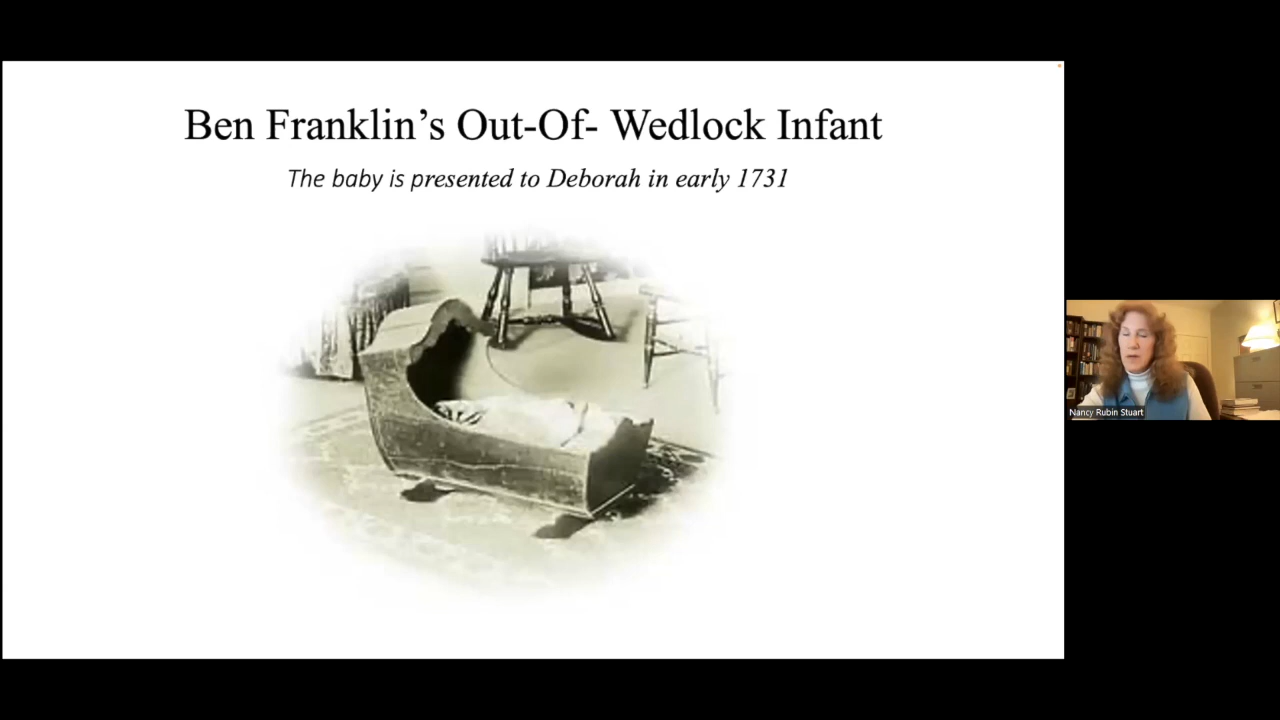 Ben Franklin’s Out-Of- Wedlock Infant
The baby is presented to Deborah in early 1731
Nancy Rubin Stuart